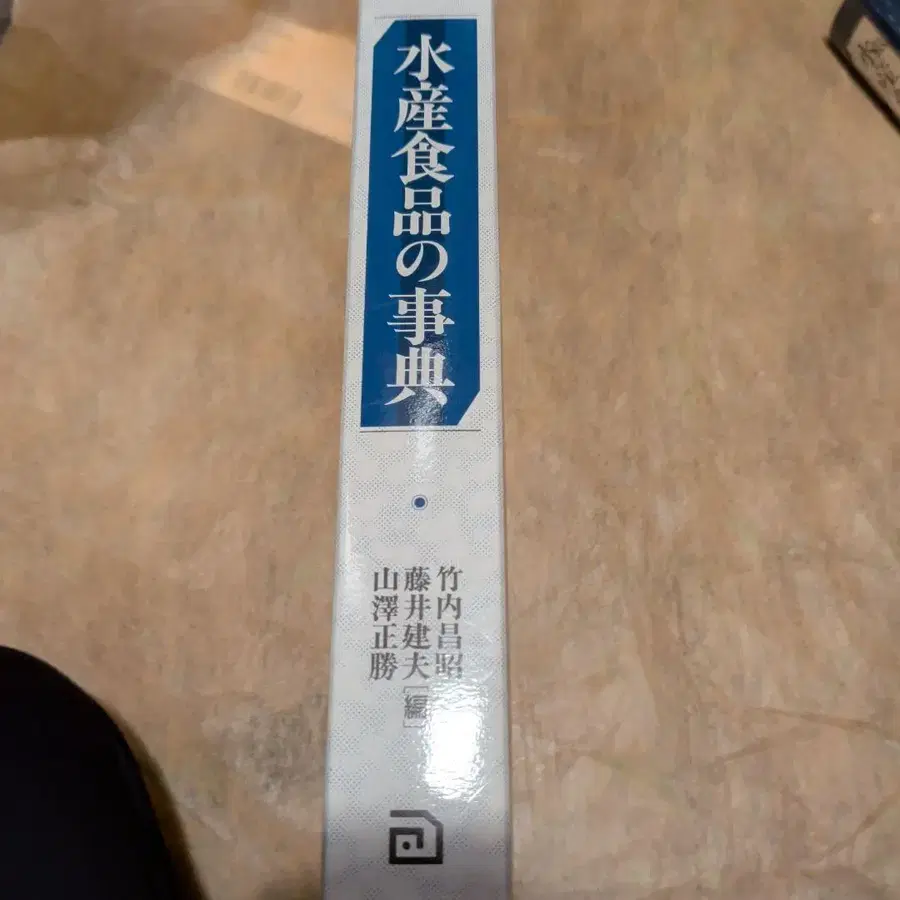 水産食品の事典
竹内昌昭
藤井建夫[編]
山澤正勝